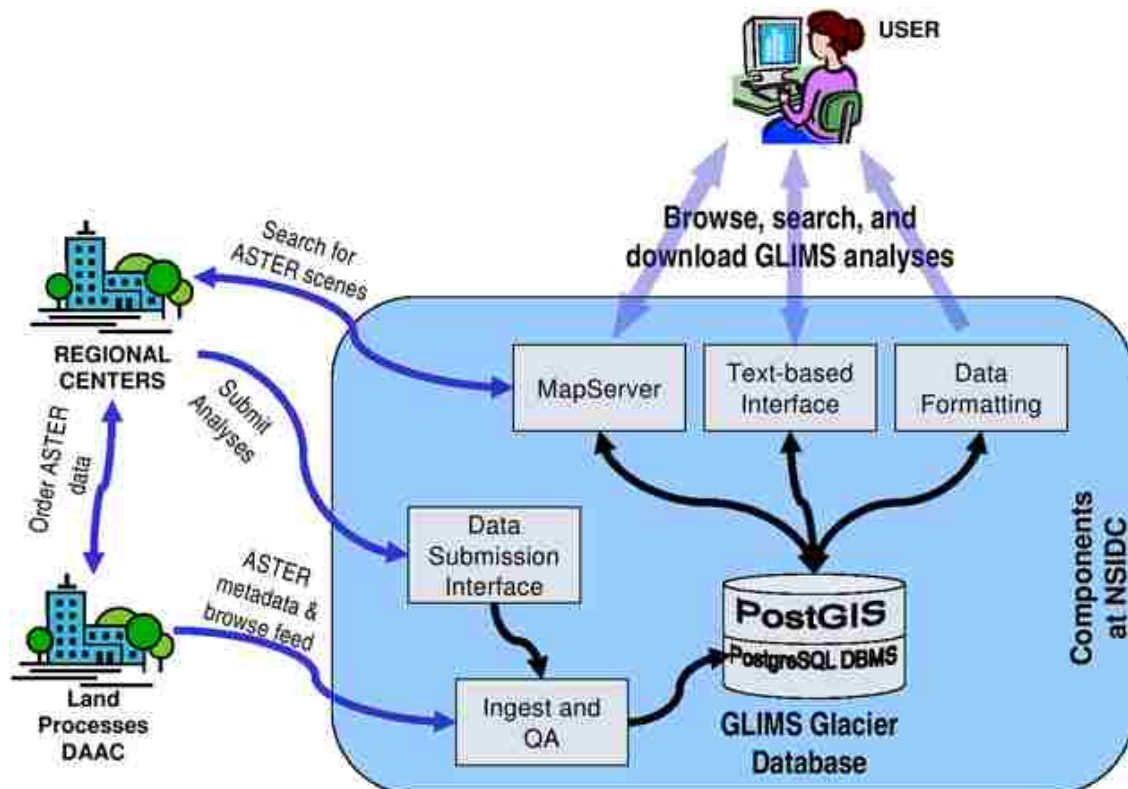 USER
Browse, search, and
download GLIMS analyses
Search for
ASTER scenes
REGIONAL
CENTERS
Submit
Analyses
Order ASTER
data
MapServer
Text-based
Interface
Data
Formatting
Data
Submission
Interface
ASTER
metadata &
browse feed
Land
Processes
DAAC
Ingest and
QA
PostGIS
PostgreSQL DBMS
GLIMS Glacier
Database
Components
at NSIDC